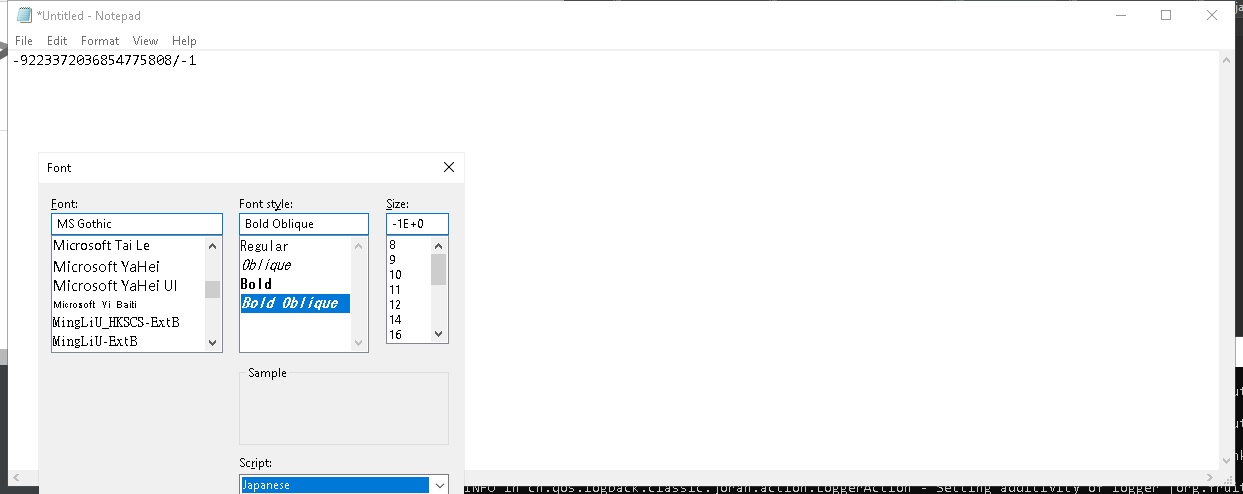 *Untitled - Notepad
File Edit Format View Help
-9223372036854775808/-1
Font
Font: Font style: Size:
MS Gothic Bold Oblique -1E+0
Microsoft Tai Le
Microsoft YaHei
Microsoft YaHei UI
Microsoft Yi Baiti
MingLiU_HKSCS-ExtB
MingLiU-ExtB
Regular
Oblique
Bold
Bold Oblique
8
9
10
11
12
14
16
Sample
Script:
Japanese
INFO in ch.qos.logback.classic.joran.action.LoggerAction - Setting additivity of logger